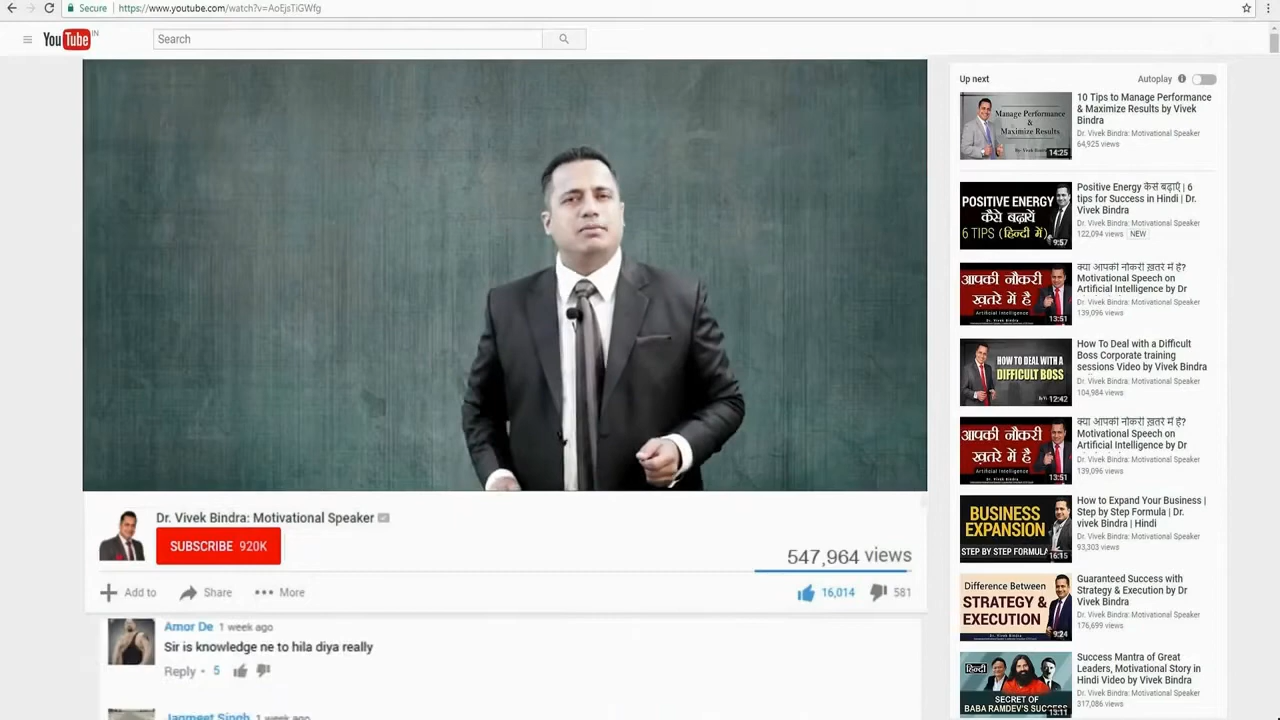 Secure https://www.youtube.com/watch?v=AoEjsTiGWfg
YouTube IN
Search
Dr. Vivek Bindra: Motivational Speaker
SUBSCRIBE 920K
547,964 views
Add to Share More
16,014 581
Amor De 1 week ago
Sir is knowledge ne to hila diya really
Reply • 5
Jagmeet Singh 1 week ago
Up next Autoplay
Manage Performance
&
Maximize Results
14:25
10 Tips to Manage Performance
& Maximize Results by Vivek
Bindra
Dr. Vivek Bindra: Motivational Speaker
64,925 views
POSITIVE ENERGY
कैसे बढ़ायें
6 TIPS (हिन्दी में)
9:57
Positive Energy कैसे बढ़ाएँ | 6
tips for Success in Hindi | Dr.
Vivek Bindra
Dr. Vivek Bindra: Motivational Speaker
122,094 views NEW
आपकी नौकरी
ख़तरे में है
Artificial Intelligence
13:51
क्या आपकी नौकरी ख़तरे में है?
Motivational Speech on
Artificial Intelligence by Dr
Dr. Vivek Bindra: Motivational Speaker
139,096 views
HOW TO DEAL WITH A
DIFFICULT BOSS
12:42
How To Deal with a Difficult
Boss Corporate training
sessions Video by Vivek Bindra
Dr. Vivek Bindra: Motivational Speaker
104,984 views
आपकी नौकरी
ख़तरे में है
Artificial Intelligence
13:51
क्या आपकी नौकरी ख़तरे में है?
Motivational Speech on
Artificial Intelligence by Dr
Dr. Vivek Bindra: Motivational Speaker
139,096 views
BUSINESS
EXPANSION
STEP BY STEP FORMULA
16:15
How to Expand Your Business |
Step by Step Formula | Dr.
vivek Bindra | Hindi
Dr. Vivek Bindra: Motivational Speaker
93,303 views
Difference Between
STRATEGY &
EXECUTION
9:24
Guaranteed Success with
Strategy & Execution by Dr
Vivek Bindra
Dr. Vivek Bindra: Motivational Speaker
176,699 views
हिन्दी
SECRET OF
BABA RAMDEV'S SUCCESS
13:11
Success Mantra of Great
Leaders, Motivational Story in
Hindi Video by Vivek Bindra
Dr. Vivek Bindra: Motivational Speaker
317,086 views